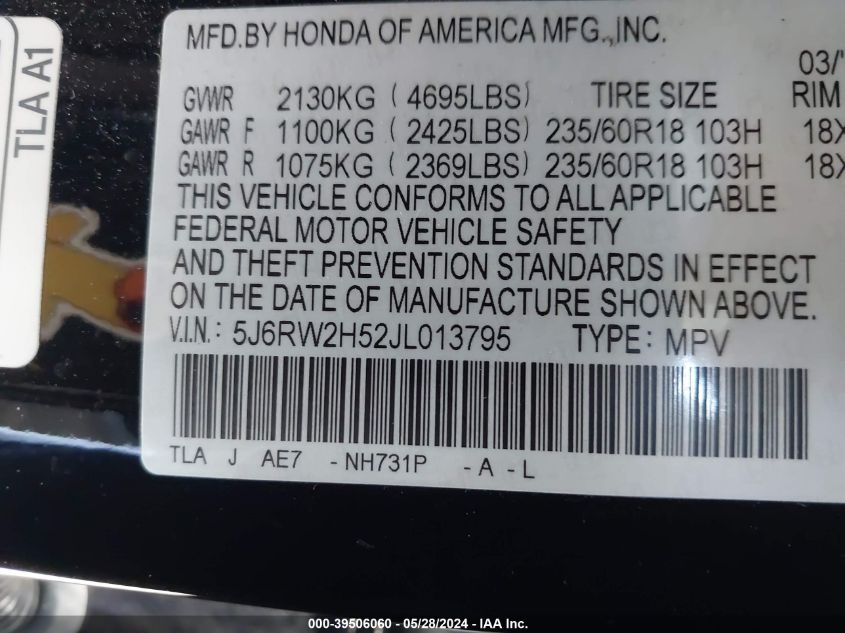 TLA A1
MFD.BY HONDA OF AMERICA MFG.,INC.
03/
GVWR 2130KG (4695LBS) TIRE SIZE RIM
GAWR F 1100KG (2425LBS) 235/60R18 103H 18X
GAWR R 1075KG (2369LBS) 235/60R18 103H 18X
THIS VEHICLE CONFORMS TO ALL APPLICABLE
FEDERAL MOTOR VEHICLE SAFETY
AND THEFT PREVENTION STANDARDS IN EFFECT
ON THE DATE OF MANUFACTURE SHOWN ABOVE.
V.I.N.: 5J6RW2H52JL013795 TYPE: MPV
TLA J AE7 -NH731P -A -L
000-39506060 - 05/28/2024 - IAA Inc.